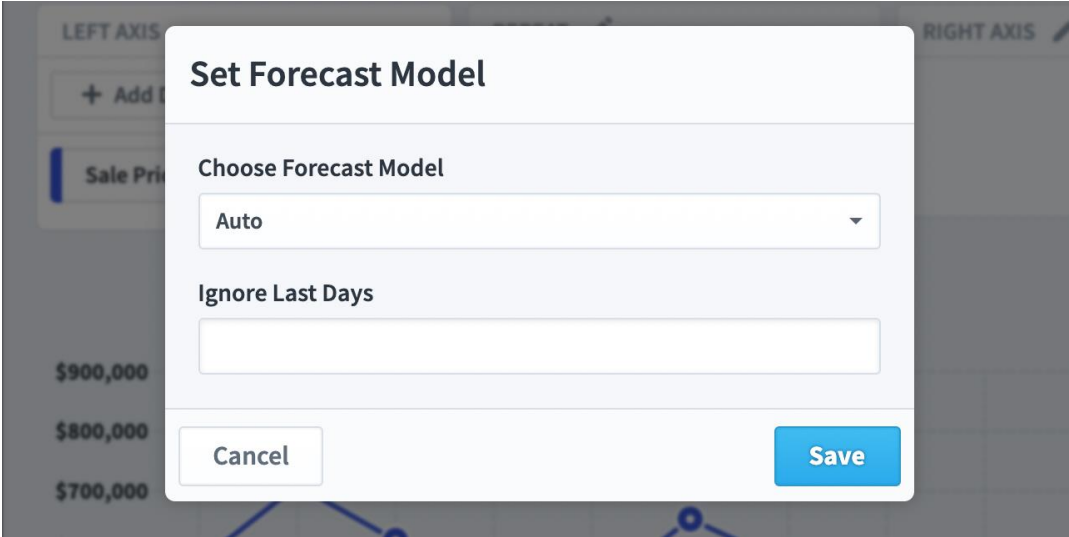 LEFT AXIS
REPEAT
RIGHT AXIS
Set Forecast Model
+ Add
Choose Forecast Model
Sale
Auto
Ignore Last Days
$900,000
$800,000
Cancel
Save
$700,000